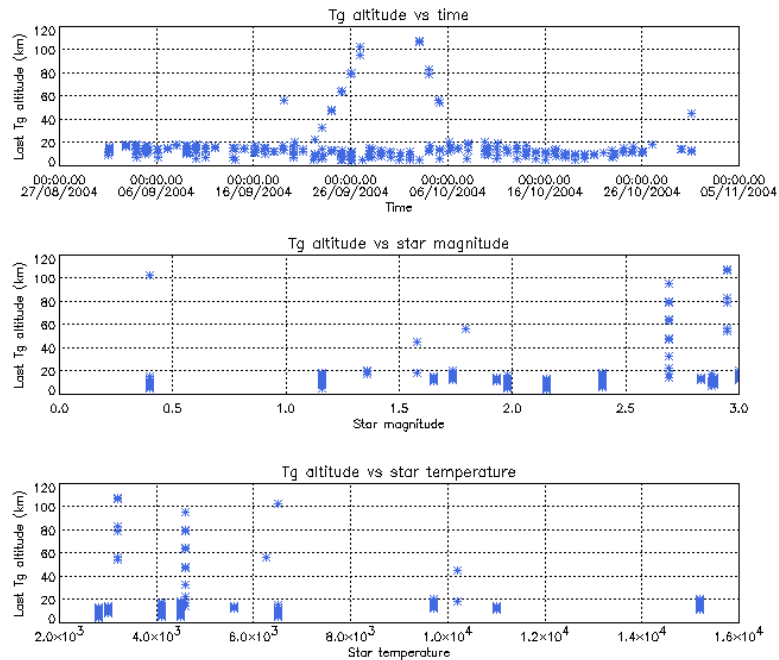 Tg altitude vs time
Last Tg altitude (km)
120
100
80
60
40
20
0
00:00.00 00:00.00 00:00.00 00:00.00 00:00.00 00:00.00 00:00.00 00:00.00
27/08/2004 06/09/2004 16/09/2004 26/09/2004 06/10/2004 16/10/2004 26/10/2004 05/11/2004
Time
Tg altitude vs star magnitude
Last Tg altitude (km)
120
100
80
60
40
20
0
0.0 0.5 1.0 1.5 2.0 2.5 3.0
Star magnitude
Tg altitude vs star temperature
Last Tg altitude (km)
120
100
80
60
40
20
0
2.0×10³ 4.0×10³ 6.0×10³ 8.0×10³ 1.0×10⁴ 1.2×10⁴ 1.4×10⁴ 1.6×10⁴
Star temperature